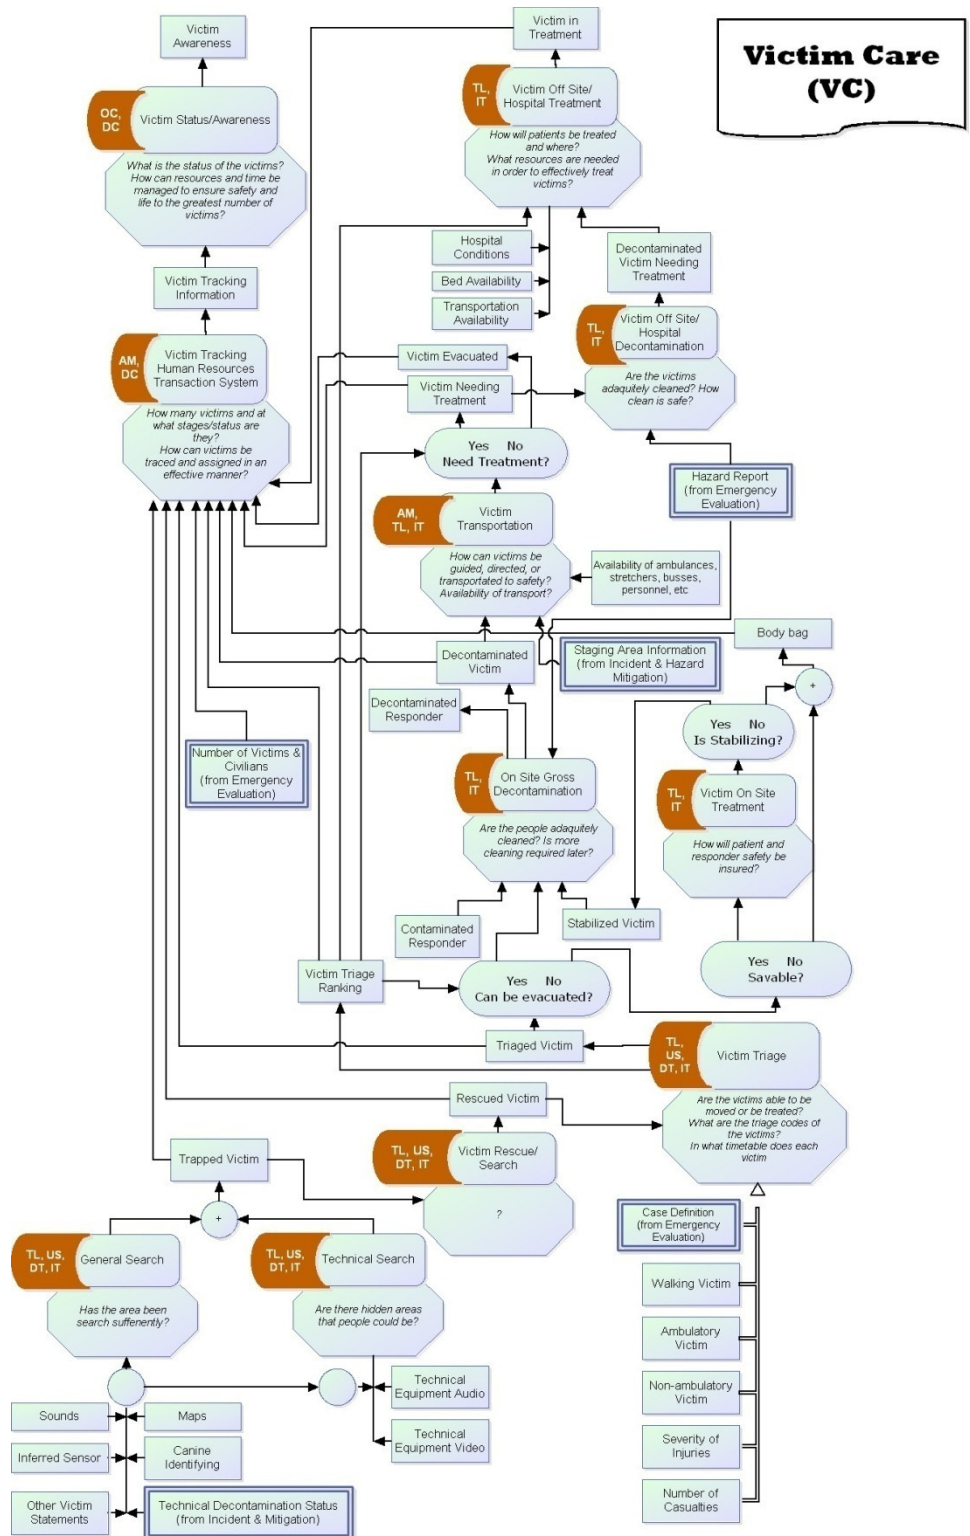 Victim Care
(VC)
Victim
Awareness
OC,
DC
Victim Status/Awareness
What is the status of the victims?
How can resources and time be
managed to ensure safety and
life to the greatest number of
victims?
Victim Tracking
Information
AM,
DC
Victim Tracking
Human Resources
Transaction System
How many victims and at
what stages/status are
they?
How can victims be
traced and assigned in an
effective manner?
Victim in
Treatment
TL,
IT
Victim Off Site/
Hospital Treatment
How will patients be treated
and where?
What resources are needed
in order to effectively treat
victims?
Hospital
Conditions
Bed Availability
Transportation
Availability
Decontaminated
Victim Needing
Treatment
TL,
IT
Victim Off Site/
Hospital
Decontamination
Are the victims
adaquitely cleaned? How
clean is safe?
Victim Evacuated
Victim Needing
Treatment
Yes No
Need Treatment?
Hazard Report
(from Emergency
Evaluation)
AM,
TL, IT
Victim
Transportation
How can victims be
guided, directed, or
transportated to safety?
Availability of transport?
Availability of ambulances,
stretchers, busses,
personnel, etc
Body bag
Decontaminated
Victim
Staging Area Information
(from Incident & Hazard
Mitigation)
+
Decontaminated
Responder
Yes No
Is Stabilizing?
Number of Victims &
Civilians
(from Emergency
Evaluation)
TL,
IT
On Site Gross
Decontamination
Are the people adaquitely
cleaned? Is more
cleaning required later?
TL,
IT
Victim On Site
Treatment
How will patient and
responder safety be
insured?
Contaminated
Responder
Stabilized Victim
Victim Triage
Ranking
Yes No
Can be evacuated?
Yes No
Savable?
Triaged Victim
TL,
US,
DT, IT
Victim Triage
Are the victims able to be
moved or be treated?
What are the triage codes
of the victims?
In what timetable does each
victim
Rescued Victim
TL, US,
DT, IT
Victim Rescue/
Search
?
Trapped Victim
+
TL, US,
DT, IT
General Search
Has the area been
search suffenently?
TL, US,
DT, IT
Technical Search
Are there hidden areas
that people could be?
Case Definition
(from Emergency
Evaluation)
Walking Victim
Ambulatory
Victim
Non-ambulatory
Victim
Severity of
Injuries
Number of
Casualties
Technical
Equipment Audio
Technical
Equipment Video
Sounds
Maps
Inferred Sensor
Canine
Identifying
Other Victim
Statements
Technical Decontamination Status
(from Incident & Mitigation)